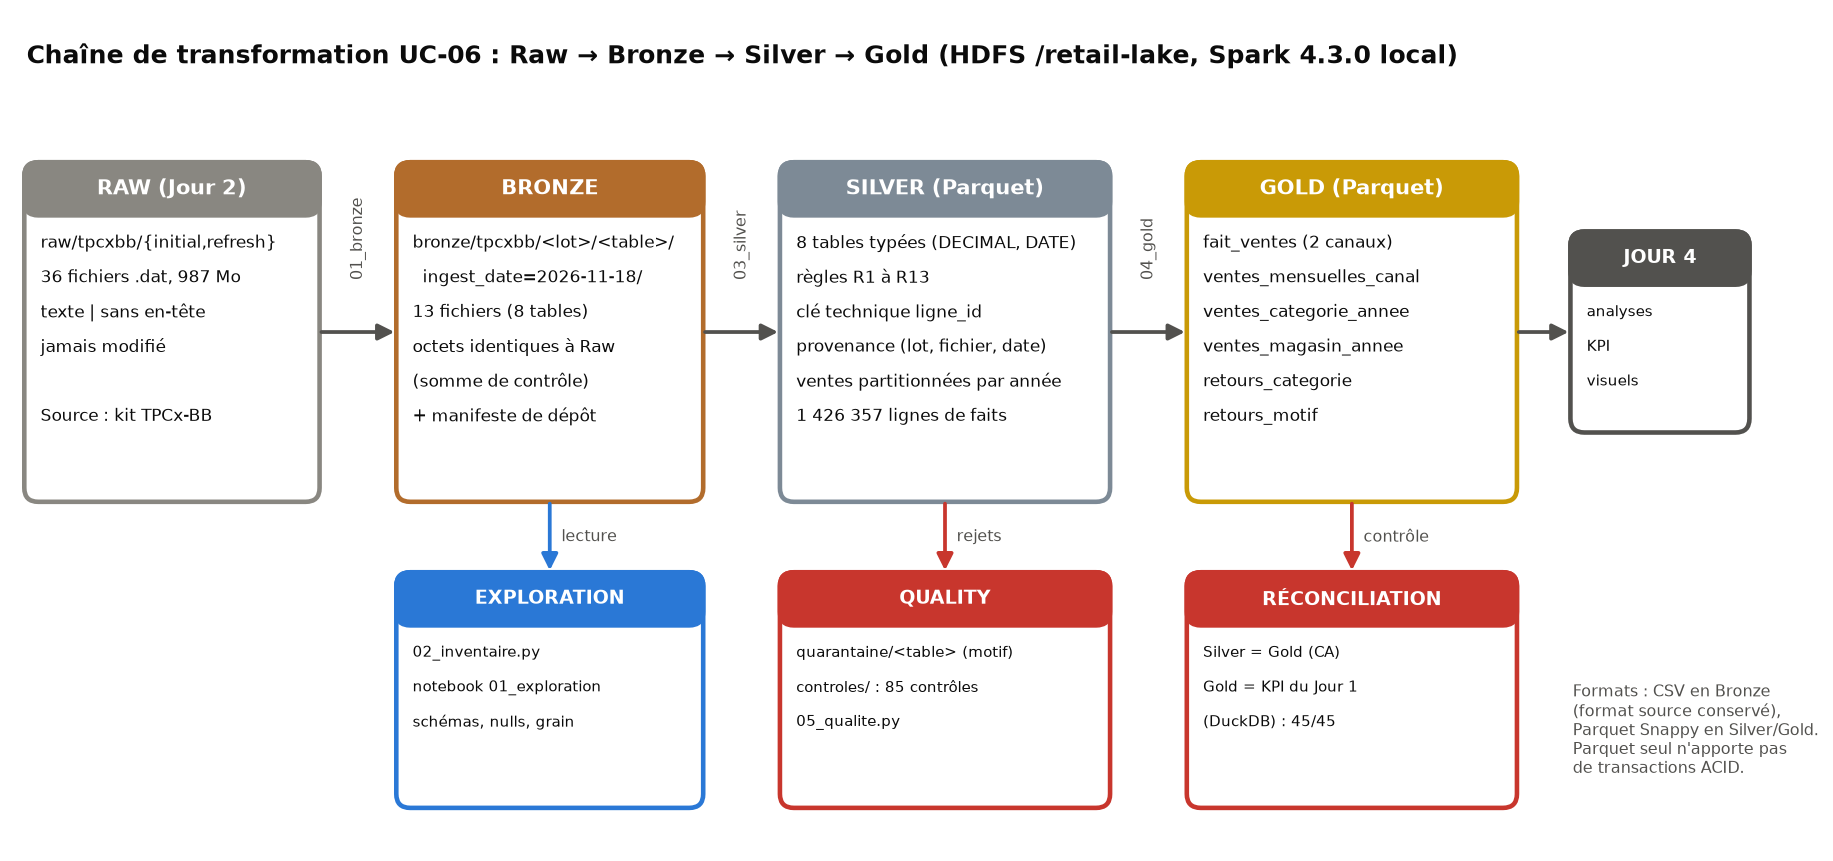 Chaîne de transformation UC-06 : Raw → Bronze → Silver → Gold (HDFS /retail-lake, Spark 4.3.0 local)
RAW (Jour 2)
raw/tpcxbb/{initial,refresh}
36 fichiers .dat, 987 Mo
texte | sans en-tête
jamais modifié
Source : kit TPCx-BB
01_bronze
BRONZE
bronze/tpcxbb/<lot>/<table>/
ingest_date=2026-11-18/
13 fichiers (8 tables)
octets identiques à Raw
(somme de contrôle)
+ manifeste de dépôt
03_silver
SILVER (Parquet)
8 tables typées (DECIMAL, DATE)
règles R1 à R13
clé technique ligne_id
provenance (lot, fichier, date)
ventes partitionnées par année
1 426 357 lignes de faits
04_gold
GOLD (Parquet)
fait_ventes (2 canaux)
ventes_mensuelles_canal
ventes_categorie_annee
ventes_magasin_annee
retours_categorie
retours_motif
JOUR 4
analyses
KPI
visuels
lecture
rejets
contrôle
EXPLORATION
02_inventaire.py
notebook 01_exploration
schémas, nulls, grain
QUALITY
quarantaine/<table> (motif)
controles/ : 85 contrôles
05_qualite.py
RÉCONCILIATION
Silver = Gold (CA)
Gold = KPI du Jour 1
(DuckDB) : 45/45
Formats : CSV en Bronze
(format source conservé),
Parquet Snappy en Silver/Gold.
Parquet seul n'apporte pas
de transactions ACID.